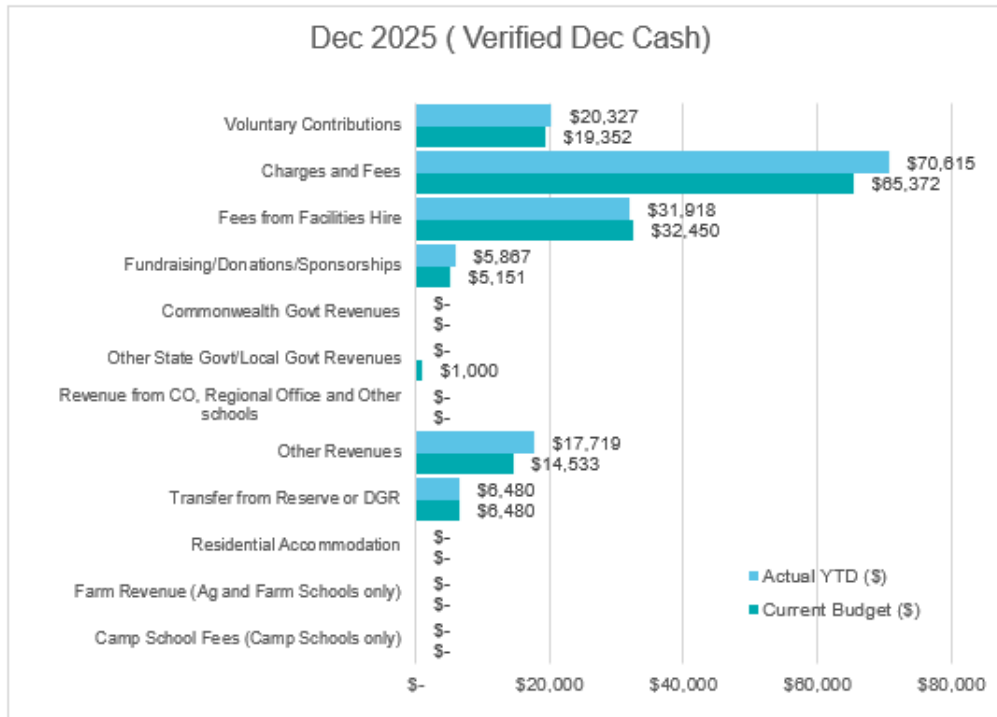 Dec 2025 ( Verified Dec Cash)
Voluntary Contributions
$20,327
$19,352
Charges and Fees
$70,615
$65,372
Fees from Facilities Hire
$31,918
$32,450
Fundraising/Donations/Sponsorships
$5,867
$5,151
Commonwealth Govt Revenues
$-
$-
Other State Govt/Local Govt Revenues
$-
$1,000
Revenue from CO, Regional Office and Other
schools
$-
$-
Other Revenues
$17,719
$14,533
Transfer from Reserve or DGR
$6,480
$6,480
Residential Accommodation
$-
$-
Farm Revenue (Ag and Farm Schools only)
$-
$-
Camp School Fees (Camp Schools only)
$-
$-
Actual YTD ($)
Current Budget ($)
$-
$20,000
$40,000
$60,000
$80,000